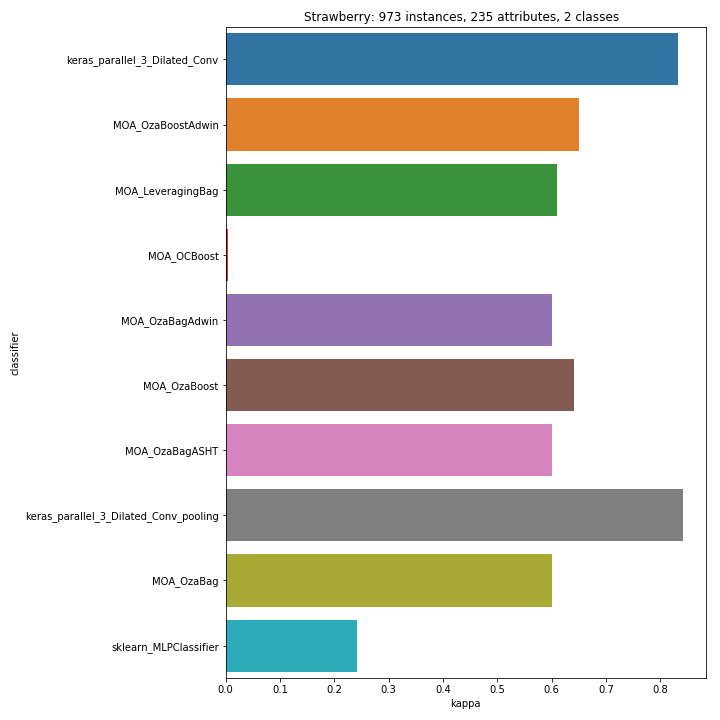 Strawberry: 973 instances, 235 attributes, 2 classes
keras_parallel_3_Dilated_Conv
MOA_OzaBoostAdwin
MOA_LeveragingBag
MOA_OCBoost
MOA_OzaBagAdwin
classifier
MOA_OzaBoost
MOA_OzaBagASHT
keras_parallel_3_Dilated_Conv_pooling
MOA_OzaBag
sklearn_MLPClassifier
0.0 0.1 0.2 0.3 0.4 0.5 0.6 0.7 0.8
kappa